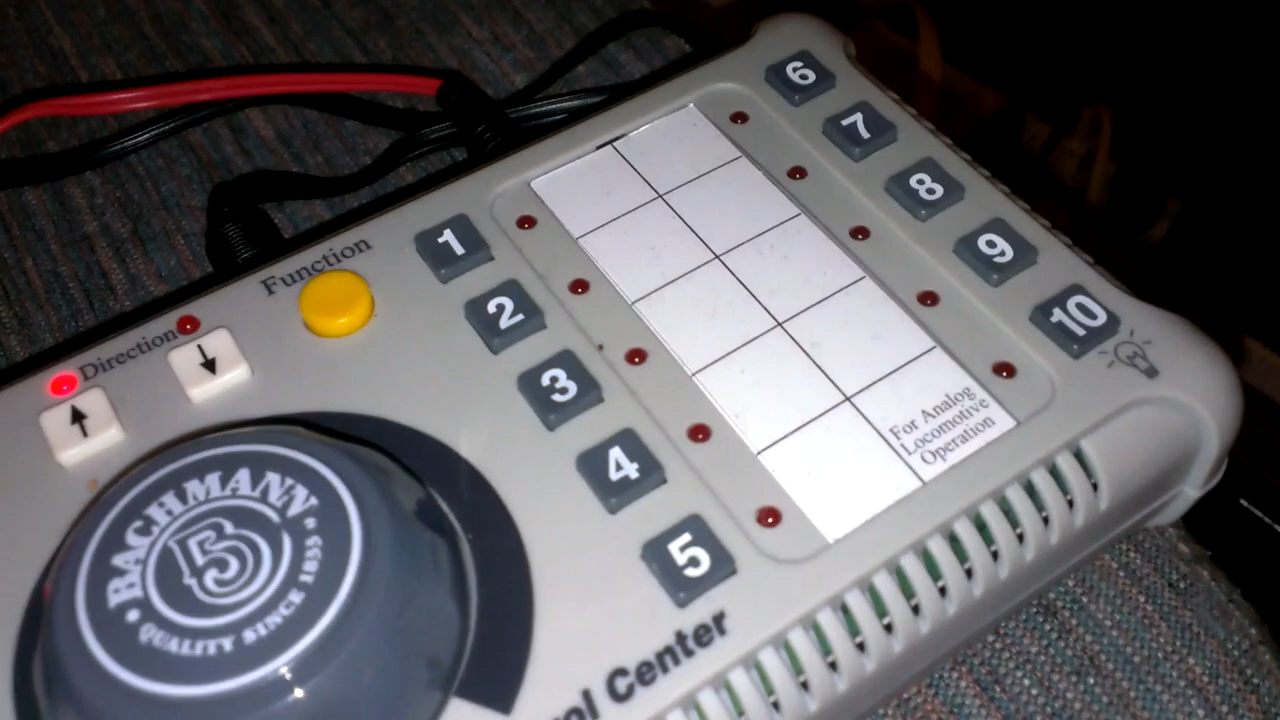 Function
Direction
1
2
3
4
5
6
7
8
9
10
For Analog
Locomotive
Operation
BACHMANN
B
• QUALITY SINCE 1833 •
Center